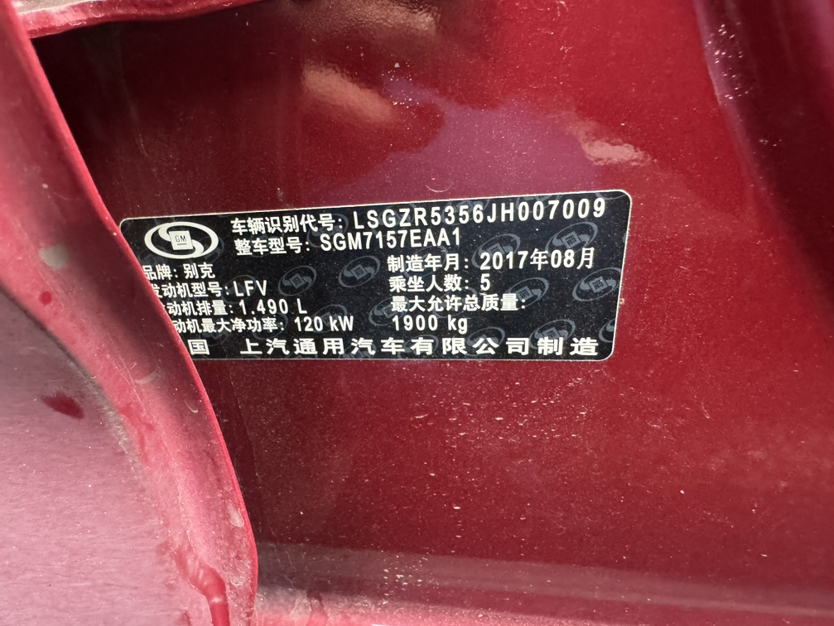 GM
车辆识别代号: LSGZR5356JH007009
整车型号: SGM7157EAA1
品牌: 别克
制造年月: 2017年08月
发动机型号: LFV
乘坐人数: 5
动机排量: 1.490 L
最大允许总质量:
动机最大净功率: 120 kW
1900 kg
国 上汽通用汽车有限公司制造